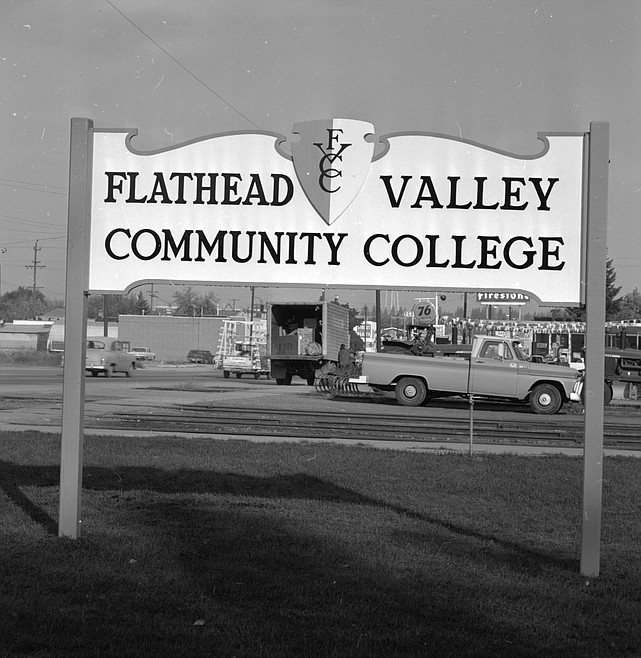 FVCC
FLATHEAD VALLEY
COMMUNITY COLLEGE
Firestone
76